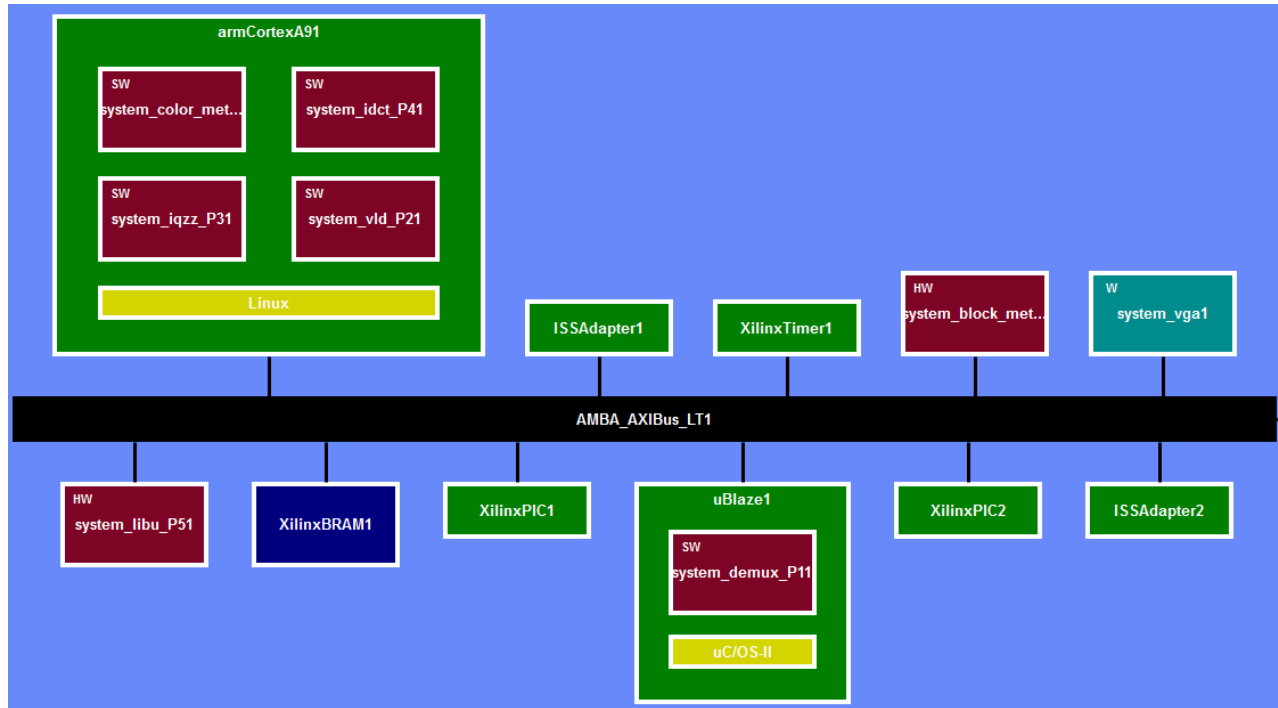 armCortexA91
SW
system_color_met...
SW
system_idct_P41
SW
system_iqzz_P31
SW
system_vld_P21
Linux
ISSAdapter1
XilinxTimer1
HW
system_block_met...
W
system_vga1
AMBA_AXIBus_LT1
HW
system_libu_P51
XilinxBRAM1
XilinxPIC1
uBlaze1
SW
system_demux_P11
uC/OS-II
XilinxPIC2
ISSAdapter2